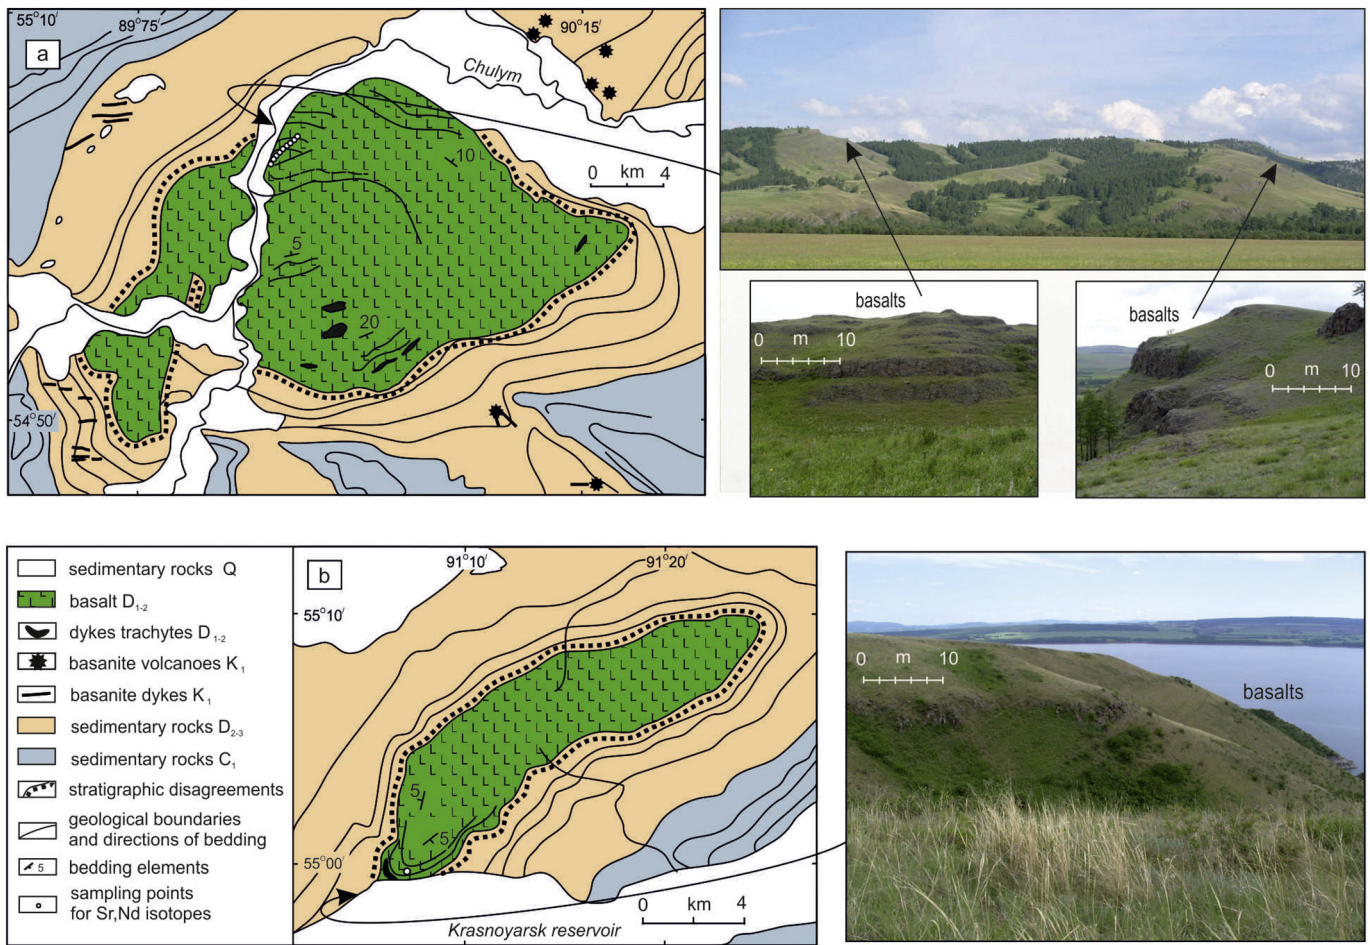 55°10′
89°75′
90°15′
a
Chulym
10
0 km 4
5
20
54°50′
basalts
0 m 10
basalts
0 m 10
sedimentary rocks Q
basalt D1-2
dykes trachytes D1-2
basanite volcanoes K1
basanite dykes K1
sedimentary rocks D2-3
sedimentary rocks C1
stratigraphic disagreements
geological boundaries
and directions of bedding
5 bedding elements
sampling points
for Sr,Nd isotopes
b
91°10′
91°20′
55°10′
5
5
55°00′
0 km 4
Krasnoyarsk reservoir
0 m 10
basalts